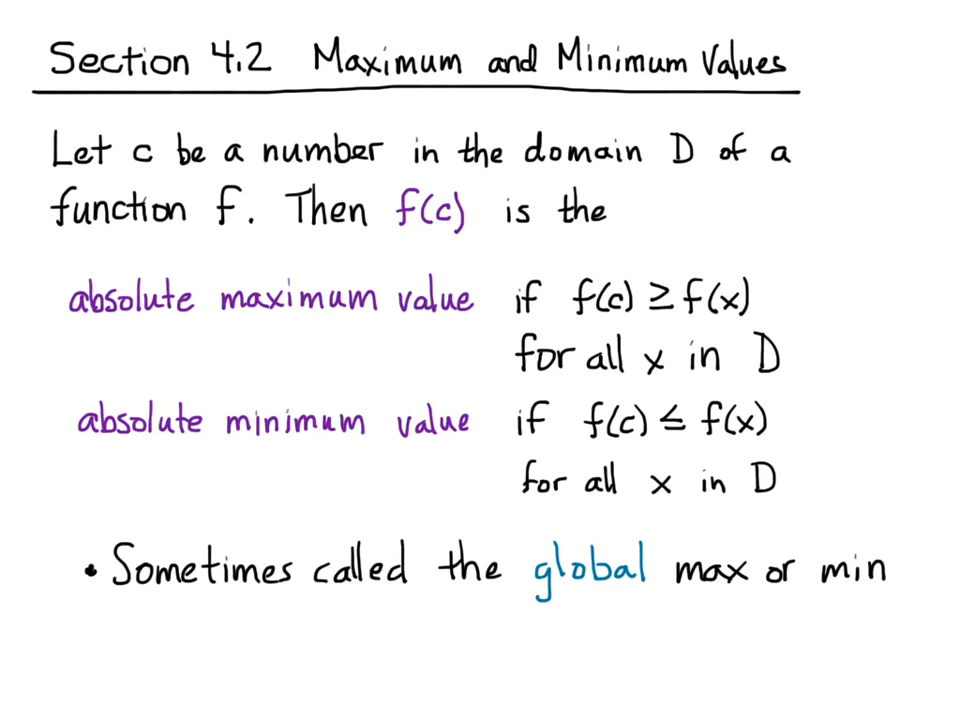 Section 4.2 Maximum and Minimum Values
Let c be a number in the domain D of a
function f. Then f(c) is the
absolute maximum value if f(c) ≥ f(x)
for all x in D
absolute minimum value if f(c) ≤ f(x)
for all x in D
• Sometimes called the global max or min